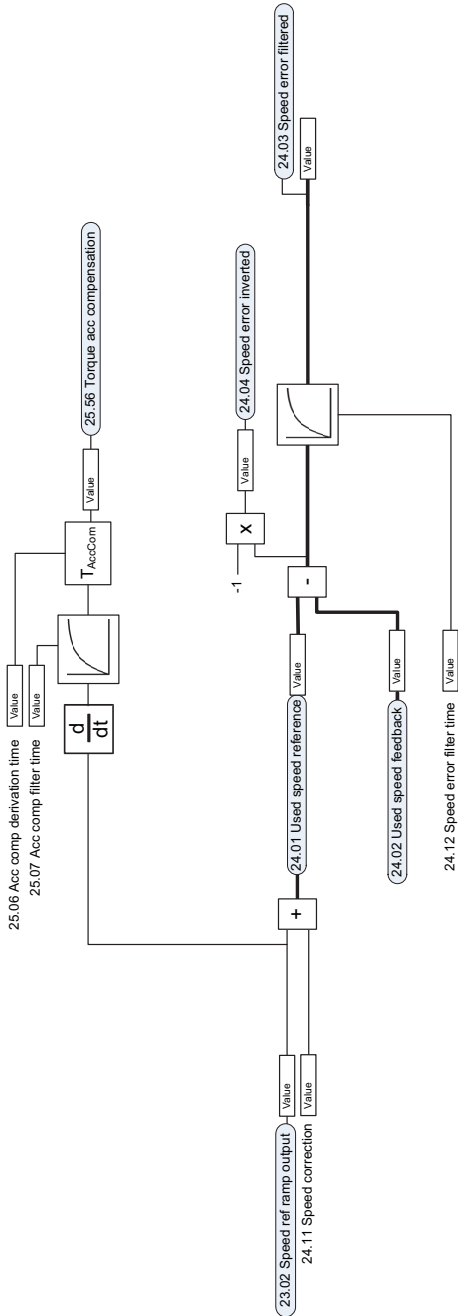 25.06 Acc comp derivation time
Value
25.07 Acc comp filter time
Value
d
dt
TAccCom
Value
25.56 Torque acc compensation
-1
X
Value
24.04 Speed error inverted
23.02 Speed ref ramp output
Value
24.11 Speed correction
Value
+
24.01 Used speed reference
Value
-
24.03 Speed error filtered
Value
24.02 Used speed feedback
Value
24.12 Speed error filter time
Value